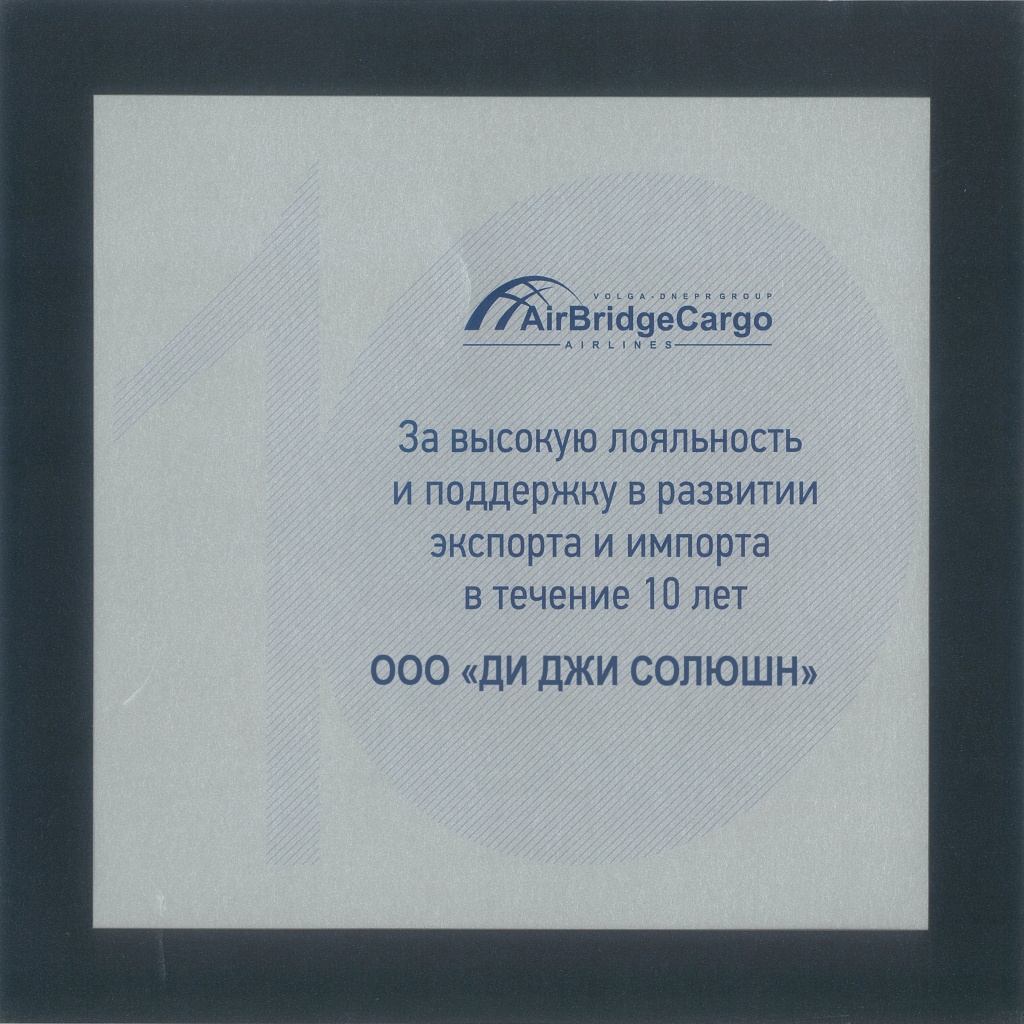 10
VOLGA-DNEPR GROUP
AirBridgeCargo
AIRLINES
За высокую лояльность
и поддержку в развитии
экспорта и импорта
в течение 10 лет
ООО «ДИ ДЖИ СОЛЮШН»